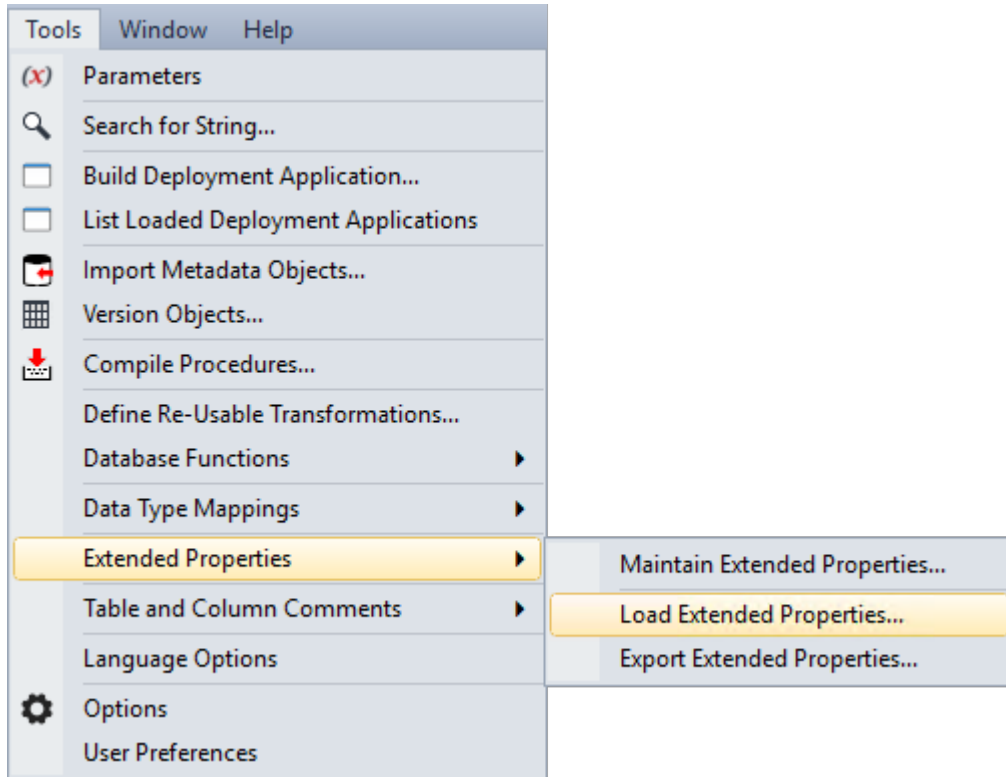 Tools Window Help
(x) Parameters
Search for String...
Build Deployment Application...
List Loaded Deployment Applications
Import Metadata Objects...
Version Objects...
Compile Procedures...
Define Re-Usable Transformations...
Database Functions
Data Type Mappings
Extended Properties
Maintain Extended Properties...
Table and Column Comments
Load Extended Properties...
Language Options
Export Extended Properties...
Options
User Preferences